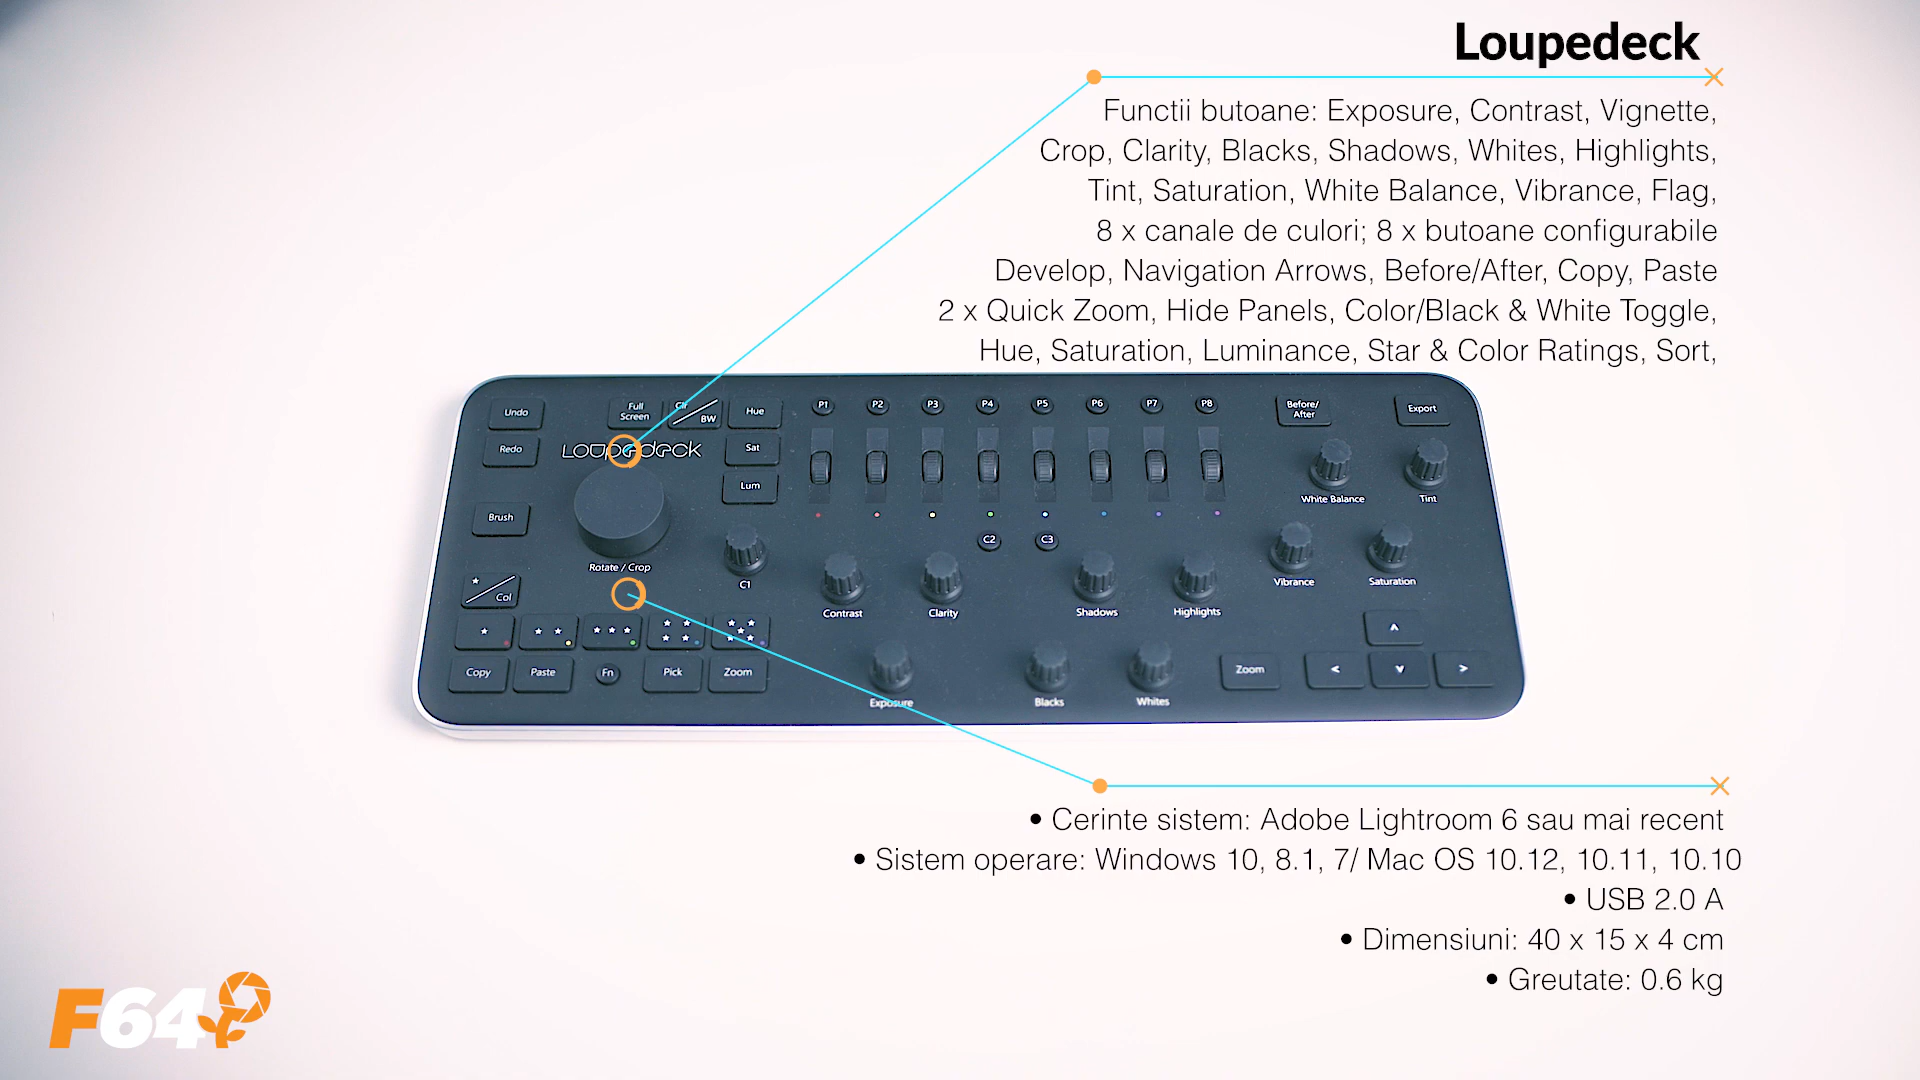 Loupedeck
Functii butoane: Exposure, Contrast, Vignette,
Crop, Clarity, Blacks, Shadows, Whites, Highlights,
Tint, Saturation, White Balance, Vibrance, Flag,
8 x canale de culori; 8 x butoane configurabile
Develop, Navigation Arrows, Before/After, Copy, Paste
2 x Quick Zoom, Hide Panels, Color/Black & White Toggle,
Hue, Saturation, Luminance, Star & Color Ratings, Sort,
Undo
Full
Screen
Clr
BW
Hue
P1 P2 P3 P4 P5 P6 P7 P8
Before/
After
Export
Redo
Loupedeck
Sat
Lum
White Balance
Tint
Brush
C2 C3
Rotate / Crop
C1
Vibrance
Saturation
Col
Contrast
Clarity
Shadows
Highlights
Copy
Paste
Fn
Pick
Zoom
Zoom
Exposure
Blacks
Whites
• Cerinte sistem: Adobe Lightroom 6 sau mai recent
• Sistem operare: Windows 10, 8.1, 7/ Mac OS 10.12, 10.11, 10.10
• USB 2.0 A
• Dimensiuni: 40 x 15 x 4 cm
• Greutate: 0.6 kg
F64